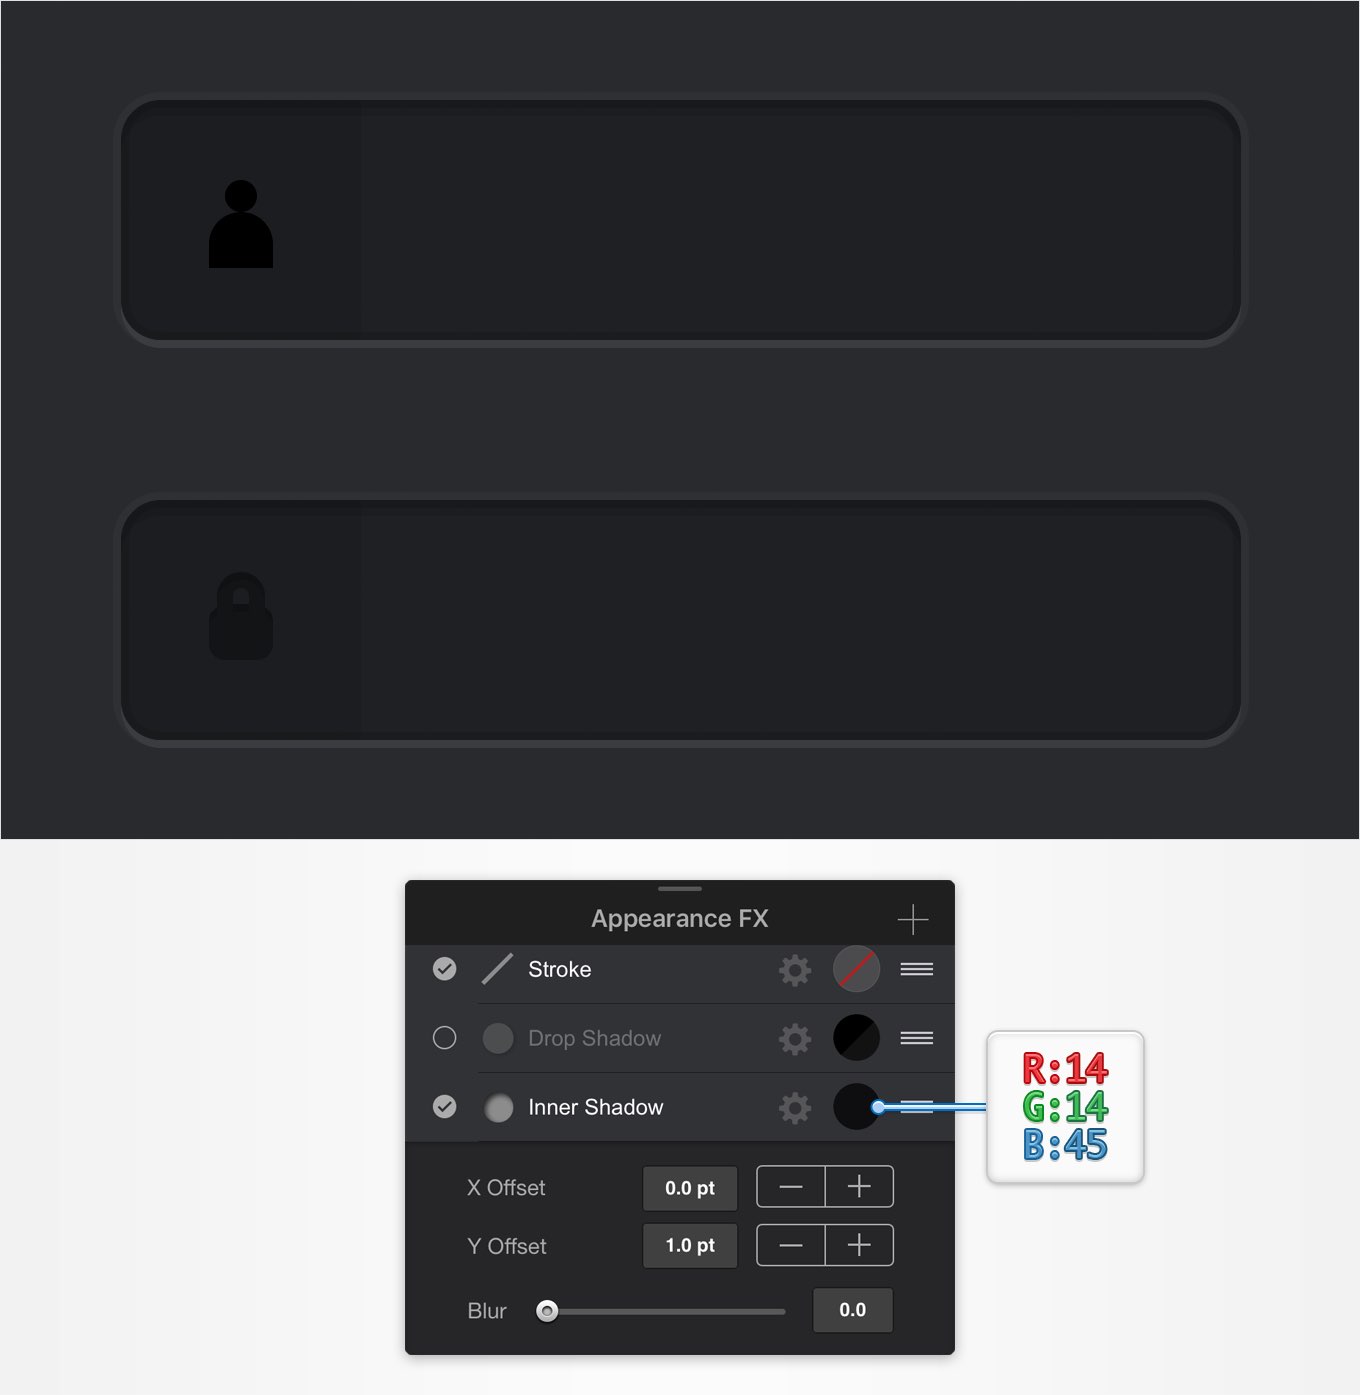 Appearance FX
Stroke
Drop Shadow
Inner Shadow
R:14
G:14
B:45
X Offset 0.0 pt
Y Offset 1.0 pt
Blur 0.0